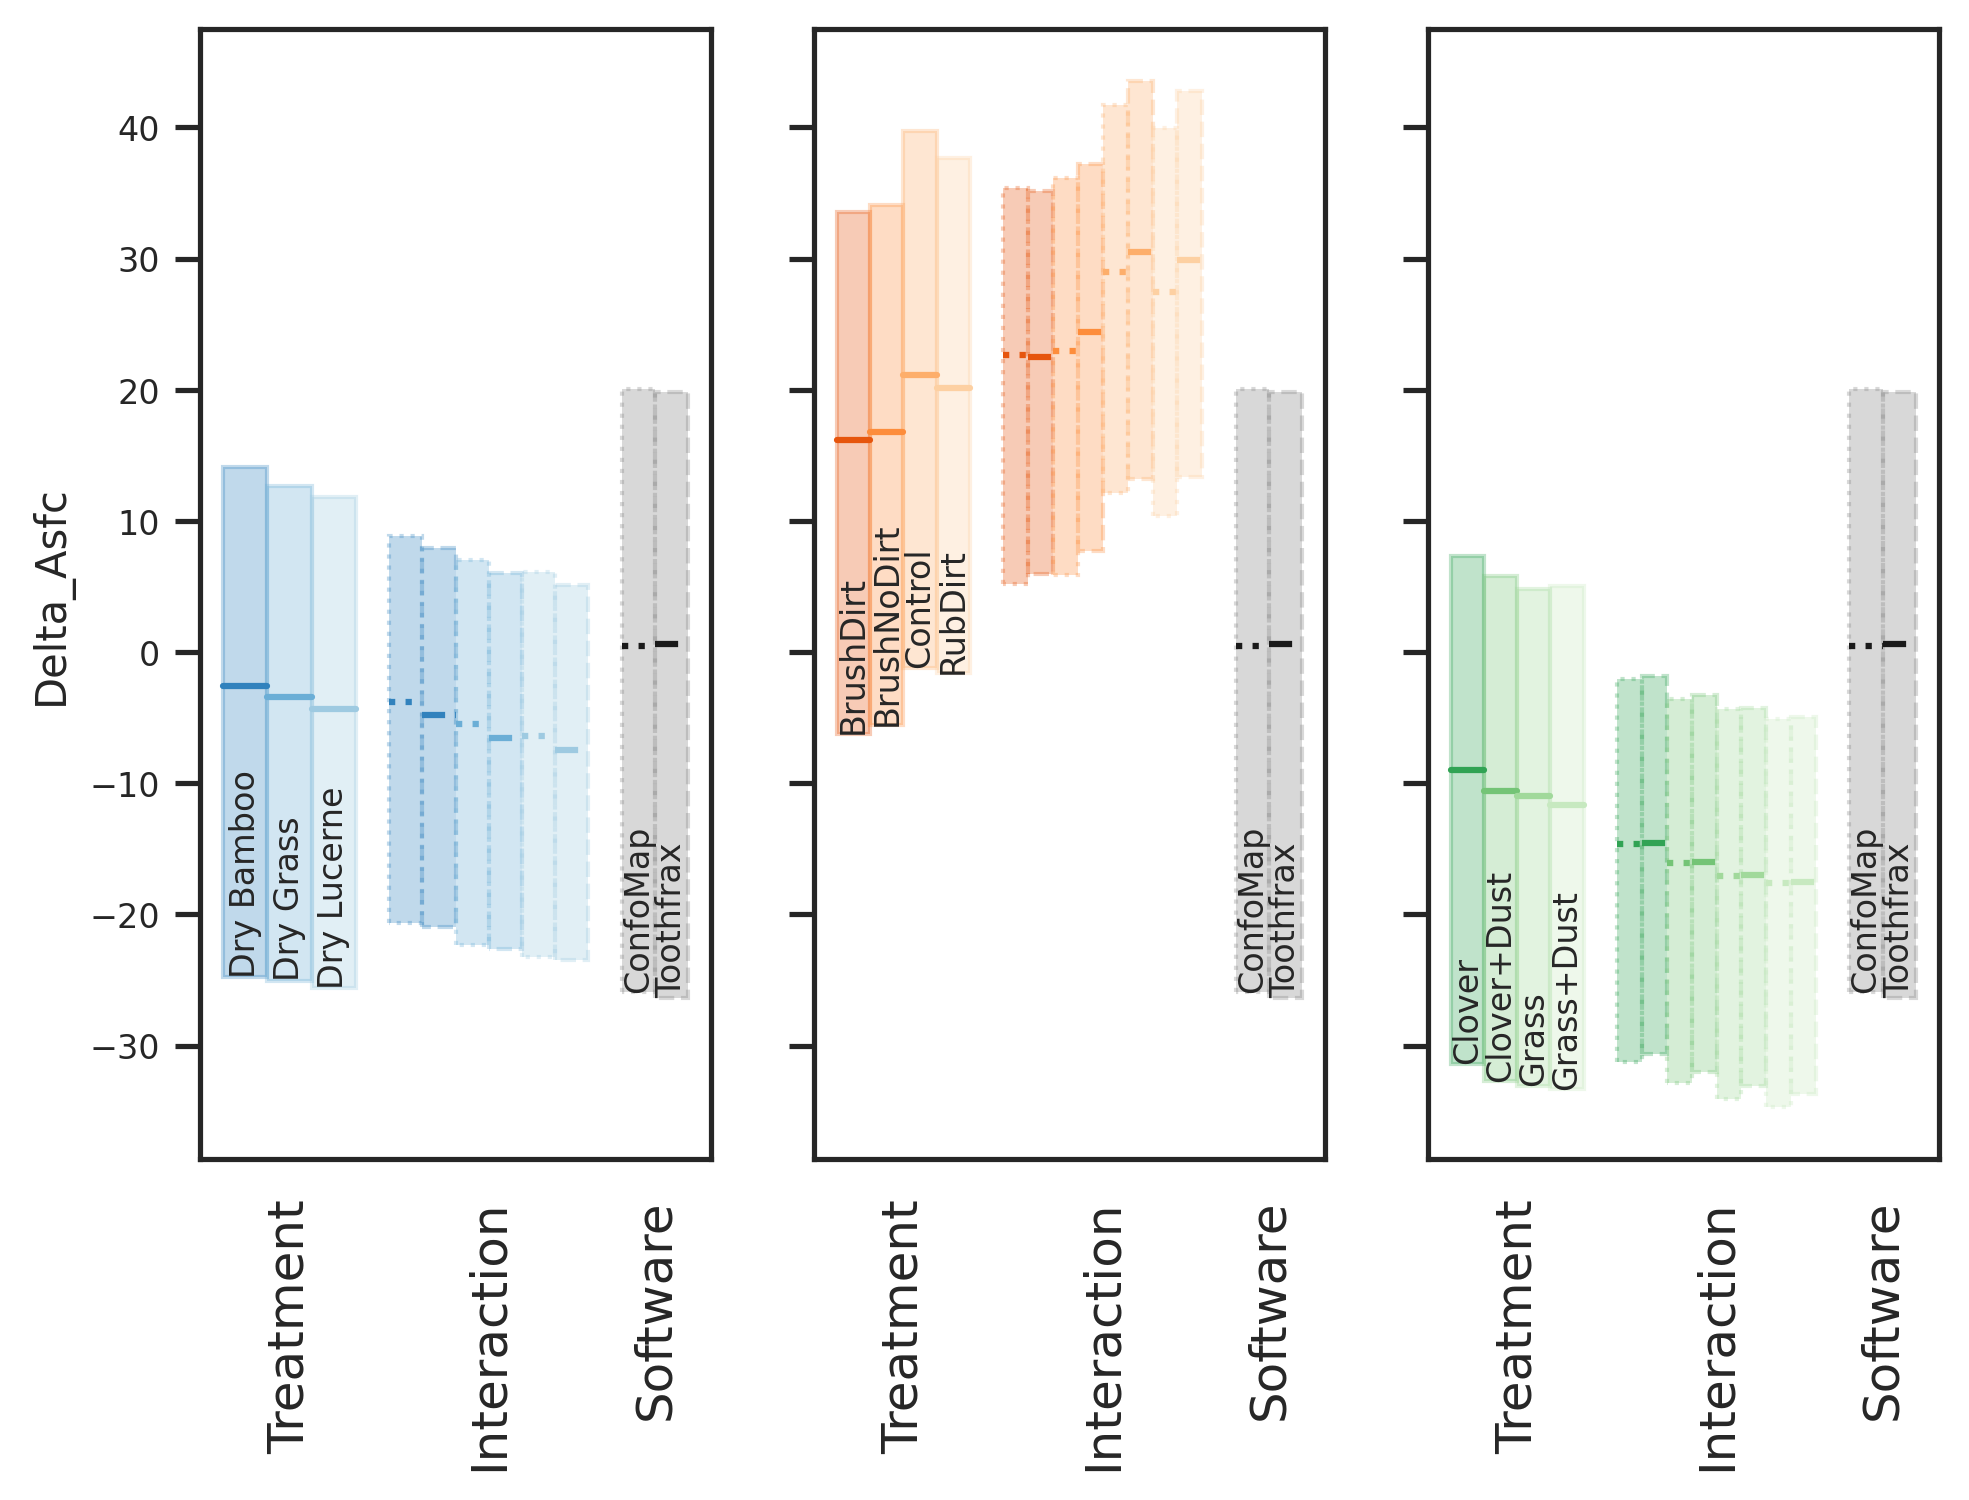 Delta_Asfc
40
30
20
10
0
−10
−20
−30
Dry Bamboo
Dry Grass
Dry Lucerne
ConfoMap
Toothfrax
BrushDirt
BrushNoDirt
Control
RubDirt
ConfoMap
Toothfrax
Clover
Clover+Dust
Grass
Grass+Dust
ConfoMap
Toothfrax
Treatment
Interaction
Software
Treatment
Interaction
Software
Treatment
Interaction
Software